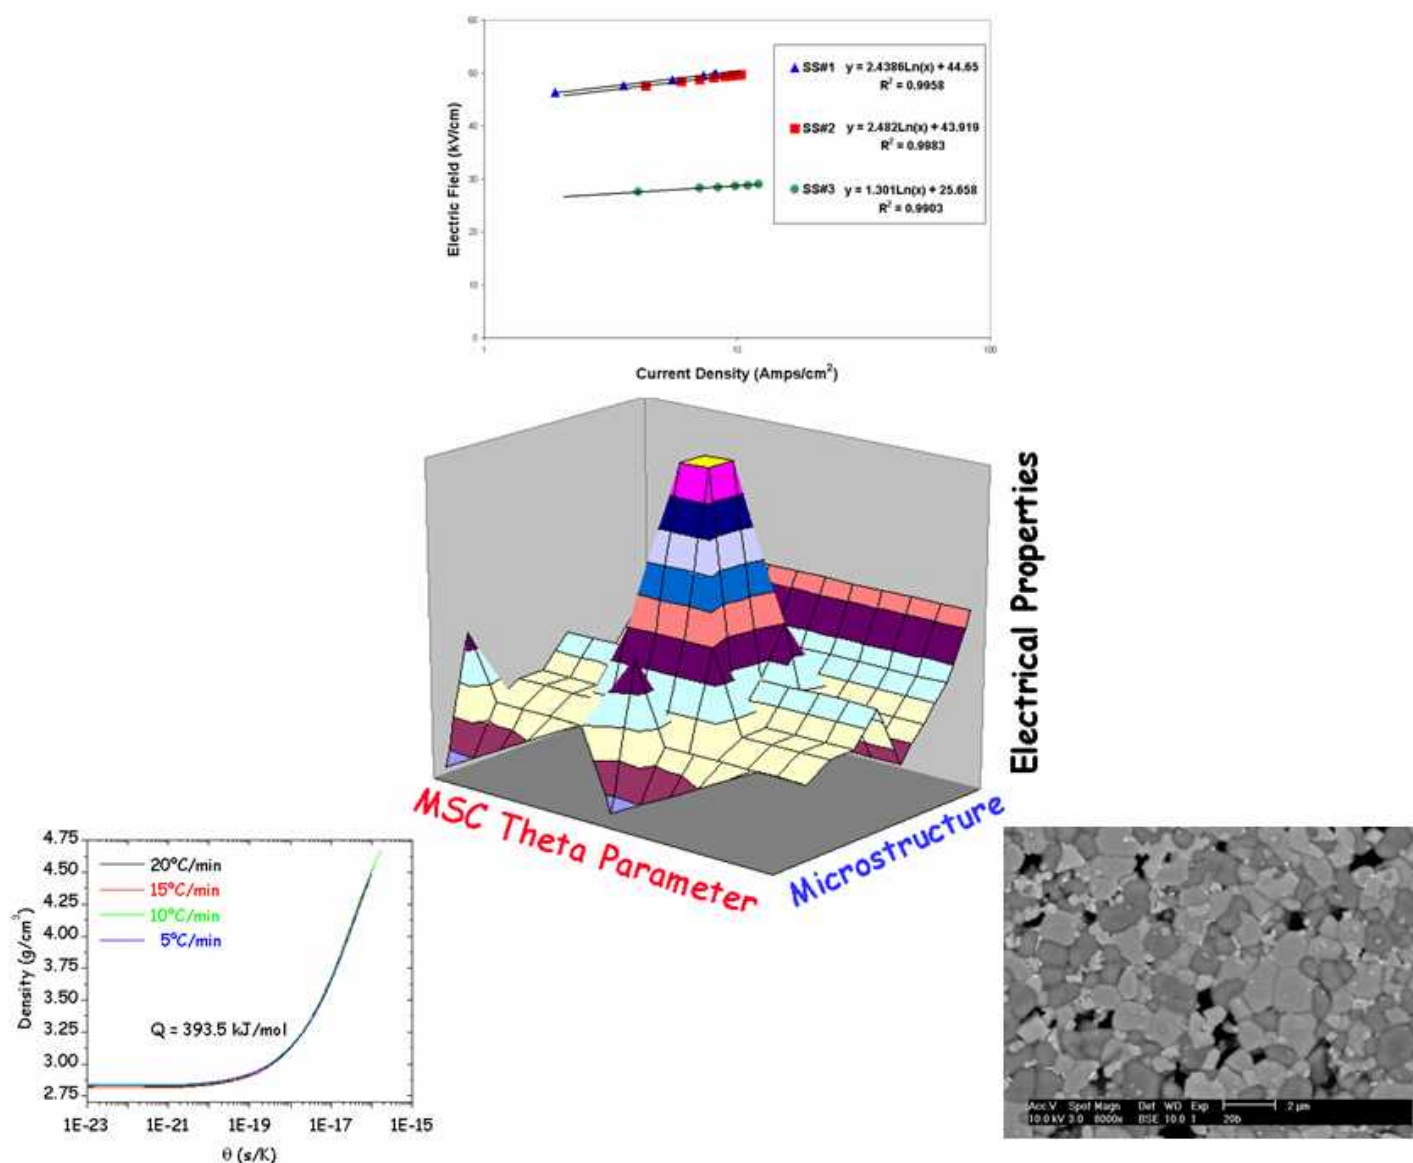 60
50
40
30
20
10
0
Electric Field (kV/cm)
SS#1 y = 2.4386Ln(x) + 44.65
R² = 0.9958
SS#2 y = 2.482Ln(x) + 43.919
R² = 0.9983
SS#3 y = 1.301Ln(x) + 25.658
R² = 0.9903
1 10 100
Current Density (Amps/cm²)
Electrical Properties
MSC Theta Parameter
Microstructure
4.75
4.50
4.25
4.00
3.75
3.50
3.25
3.00
2.75
Density (g/cm³)
20°C/min
15°C/min
10°C/min
5°C/min
Q = 393.5 kJ/mol
1E-23 1E-21 1E-19 1E-17 1E-15
θ (s/K)
Acc.V Spot Magn Det WD Exp 2 µm
10.0 kV 3.0 8000x BSE 10.0 1 20b